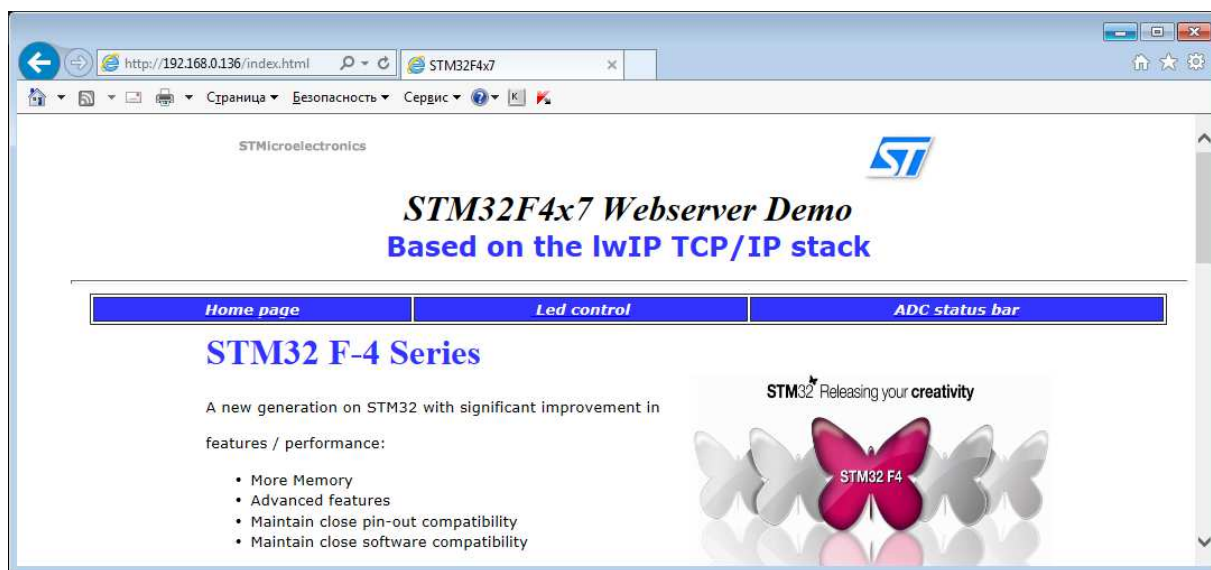 http://192.168.0.136/index.html
STM32F4x7
Страница Безопасность Сервис
STMicroelectronics
ST
STM32F4x7 Webserver Demo
Based on the lwIP TCP/IP stack
Home page Led control ADC status bar
STM32 F-4 Series
A new generation on STM32 with significant improvement in
features / performance:
• More Memory
• Advanced features
• Maintain close pin-out compatibility
• Maintain close software compatibility
STM32 Releasing your creativity
STM32 F4